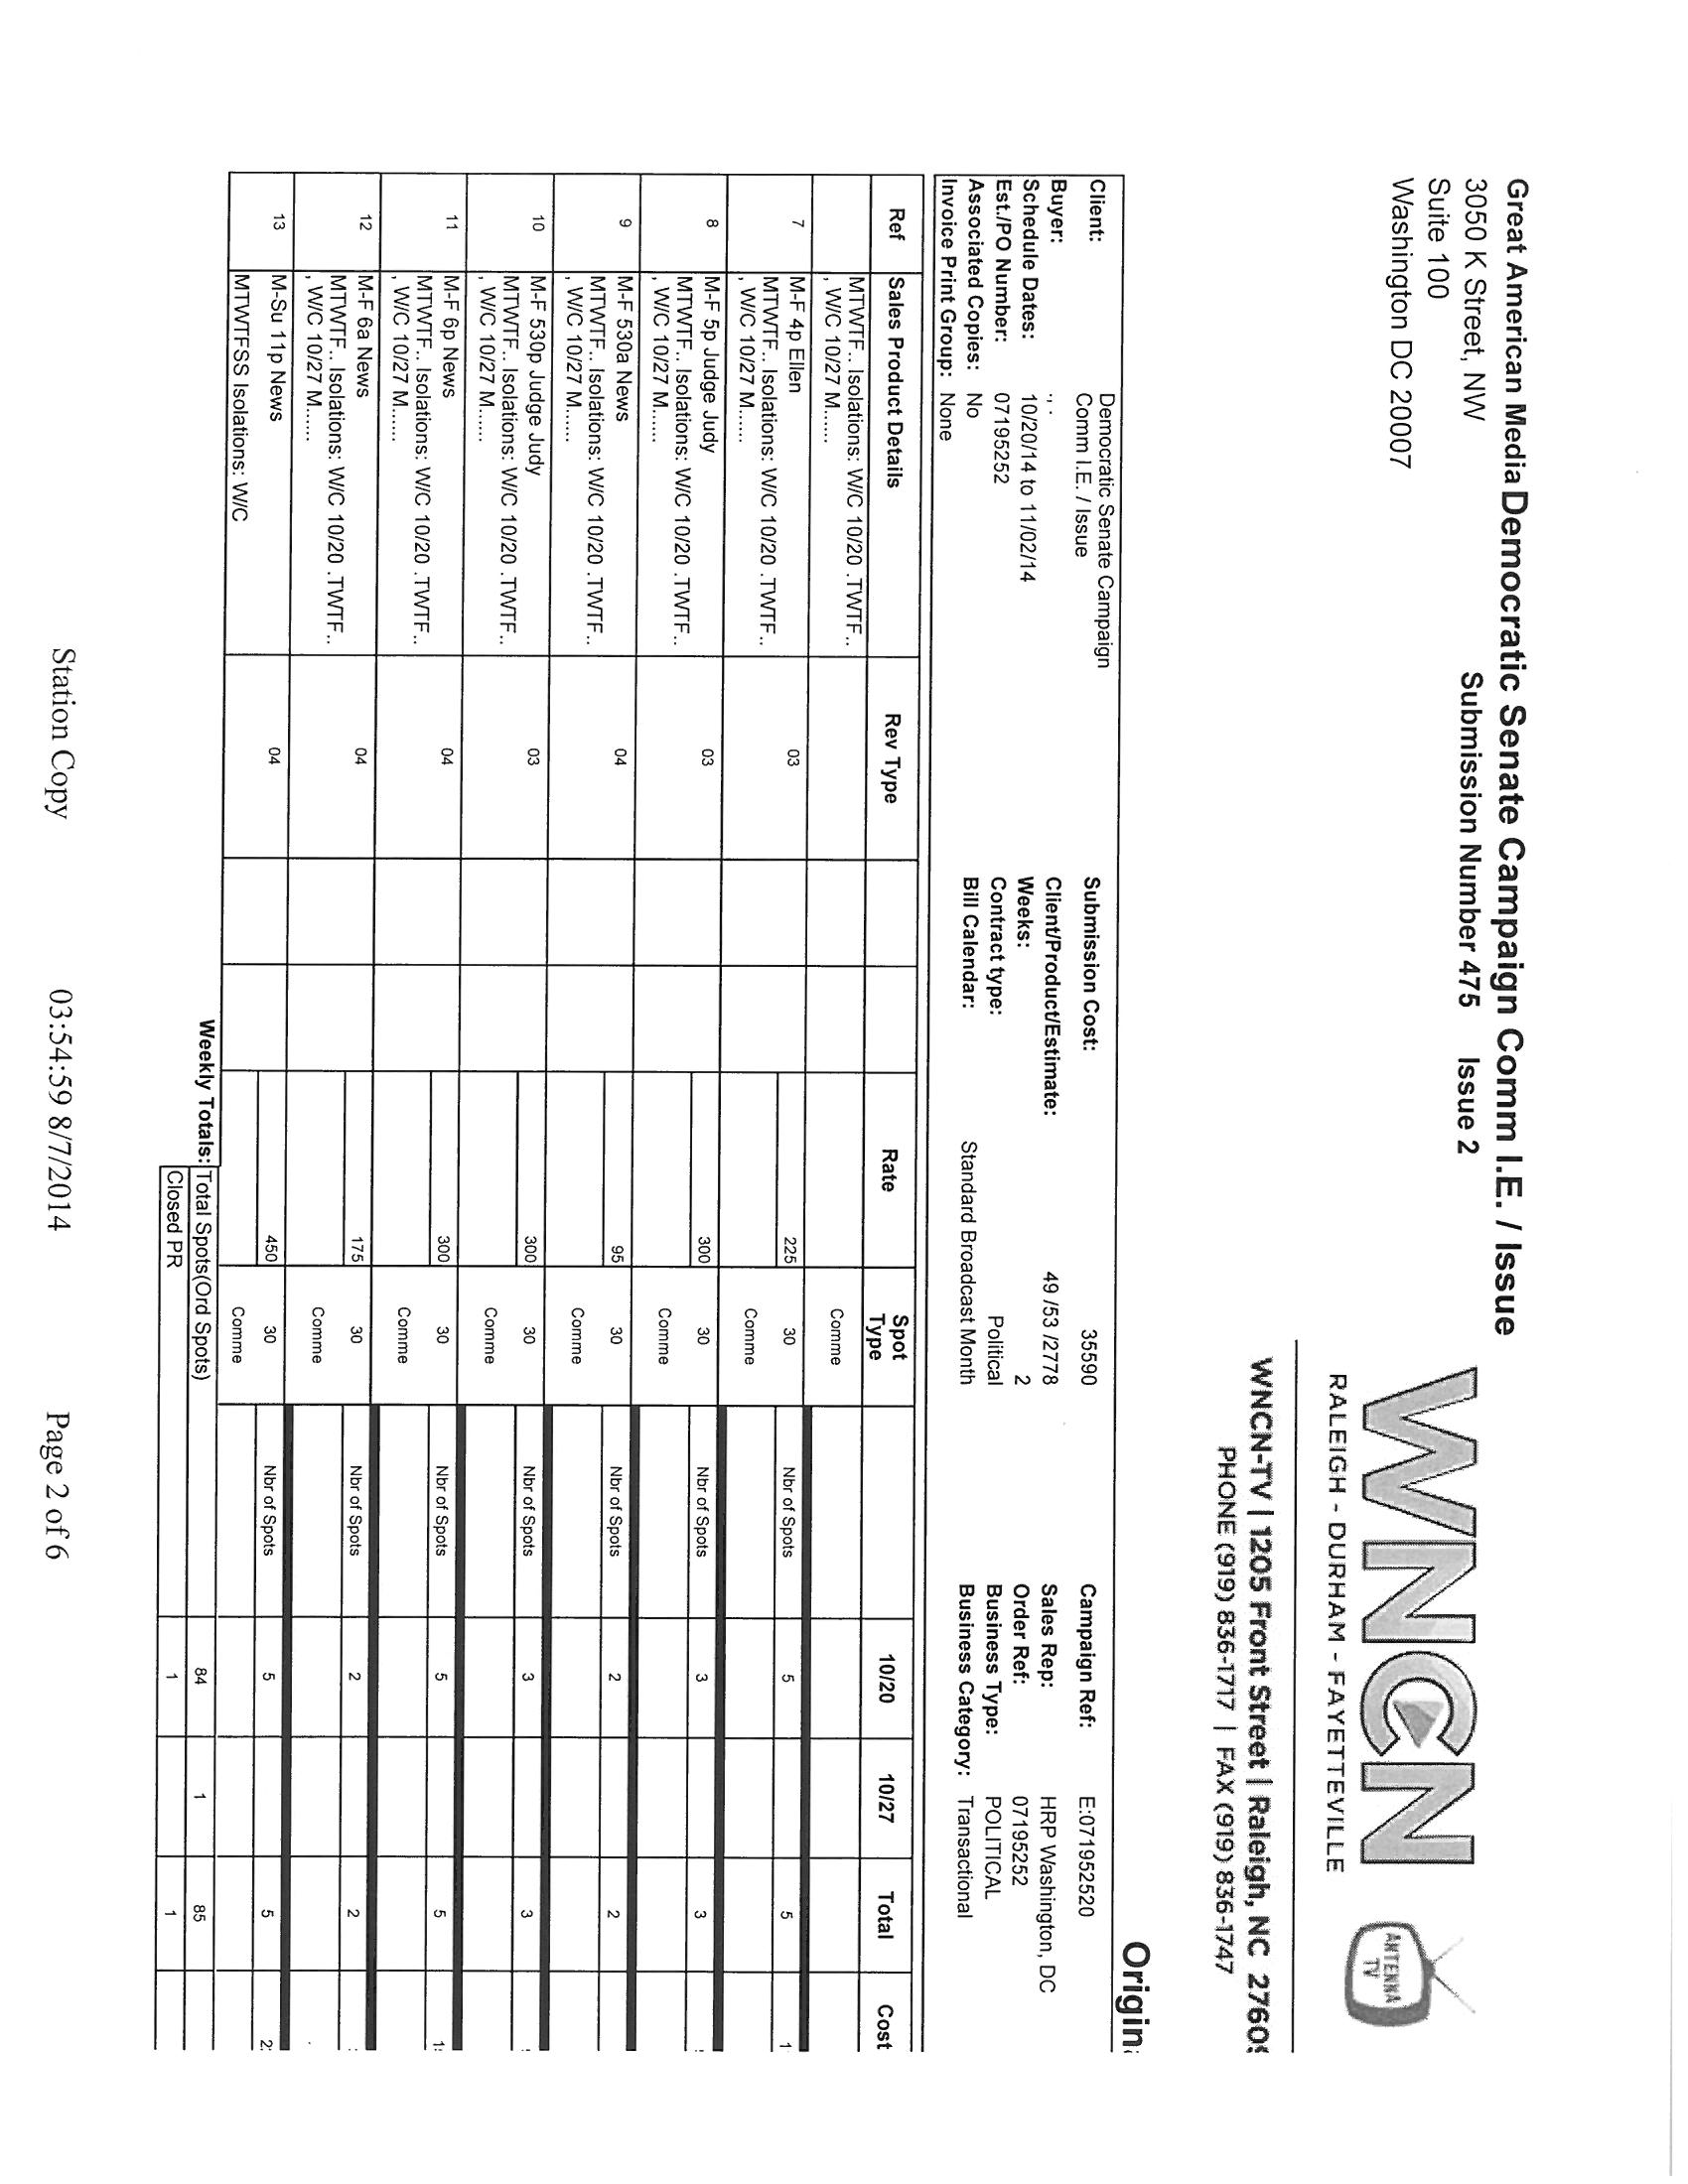 Great American Media Democratic Senate Campaign Comm I.E. / Issue
3050 K Street, NW
Suite 100
Washington DC 20007
Submission Number 475 Issue 2
WNCN
RALEIGH - DURHAM - FAYETTEVILLE
ANTENNA
TV
WNCN-TV | 1205 Front Street | Raleigh, NC 2760
PHONE (919) 836-1717 | FAX (919) 836-1747
Origin
Client: Democratic Senate Campaign
Comm I.E. / Issue
Buyer: ., .
Schedule Dates: 10/20/14 to 11/02/14
Est./PO Number: 07195252
Associated Copies: No
Invoice Print Group: None
Submission Cost: 35590
Client/Product/Estimate: 49 /53 /2778
Weeks: 2
Contract type: Political
Bill Calendar: Standard Broadcast Month
Campaign Ref: E:071952520
Sales Rep: HRP Washington, DC
Order Ref: 07195252
Business Type: POLITICAL
Business Category: Transactional
Ref Sales Product Details Rev Type Rate Spot Type 10/20 10/27 Total Cost
MTWTF.. Isolations: W/C 10/20 .TWTF..
, W/C 10/27 M...... Comme
7 M-F 4p Ellen 03 225 30 Nbr of Spots 5 5 1
MTWTF.. Isolations: W/C 10/20 .TWTF..
, W/C 10/27 M...... Comme
8 M-F 5p Judge Judy 03 300 30 Nbr of Spots 3 3
MTWTF.. Isolations: W/C 10/20 .TWTF..
, W/C 10/27 M...... Comme
9 M-F 530a News 04 95 30 Nbr of Spots 2 2
MTWTF.. Isolations: W/C 10/20 .TWTF..
, W/C 10/27 M...... Comme
10 M-F 530p Judge Judy 03 300 30 Nbr of Spots 3 3
MTWTF.. Isolations: W/C 10/20 .TWTF..
, W/C 10/27 M...... Comme
11 M-F 6p News 04 300 30 Nbr of Spots 5 5 1
MTWTF.. Isolations: W/C 10/20 .TWTF..
, W/C 10/27 M...... Comme
12 M-F 6a News 04 175 30 Nbr of Spots 2 2
MTWTF.. Isolations: W/C 10/20 .TWTF..
, W/C 10/27 M...... Comme
13 M-Su 11p News 04 450 30 Nbr of Spots 5 5 2
MTWTFSS Isolations: W/C Comme
Weekly Totals: Total Spots(Ord Spots) 84 1 85
Closed PR 1 1
Station Copy 03:54:59 8/7/2014 Page 2 of 6